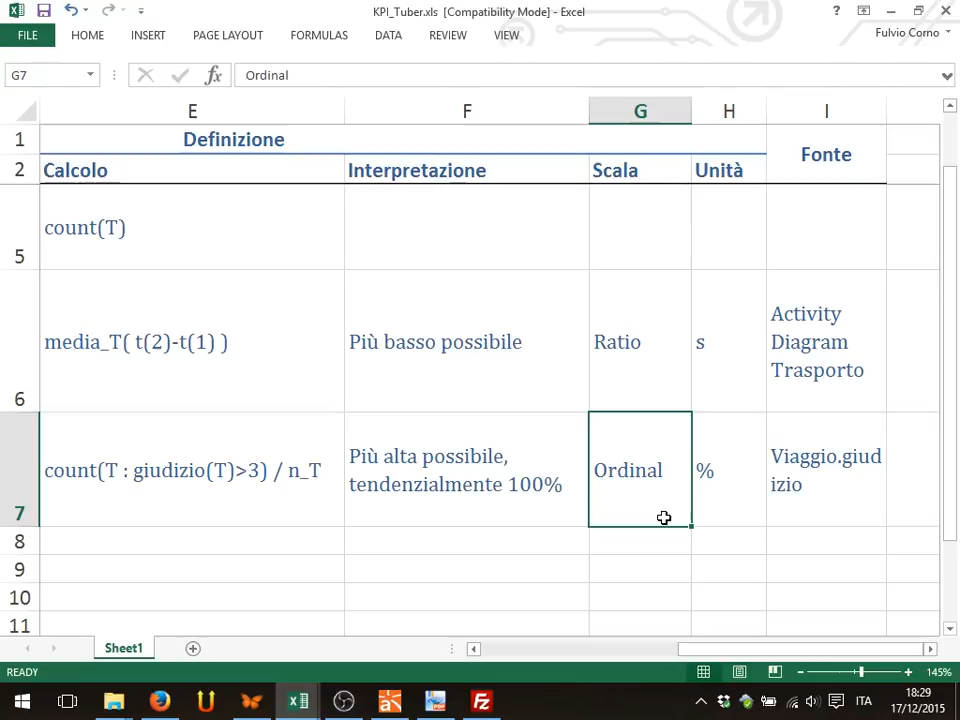 KPI_Tuber.xls [Compatibility Mode] - Excel
?
FILE HOME INSERT PAGE LAYOUT FORMULAS DATA REVIEW VIEW
Fulvio Corno
G7
fx
Ordinal
E F G H I
1 Definizione
Fonte
2 Calcolo Interpretazione Scala Unità
count(T)
5
Activity
media_T( t(2)-t(1) ) Più basso possibile Ratio s Diagram
Trasporto
6
Più alta possibile, Viaggio.giud
count(T : giudizio(T)>3) / n_T Ordinal %
tendenzialmente 100% izio
7
8
9
10
11
Sheet1
READY
145%
ITA
18:29
17/12/2015